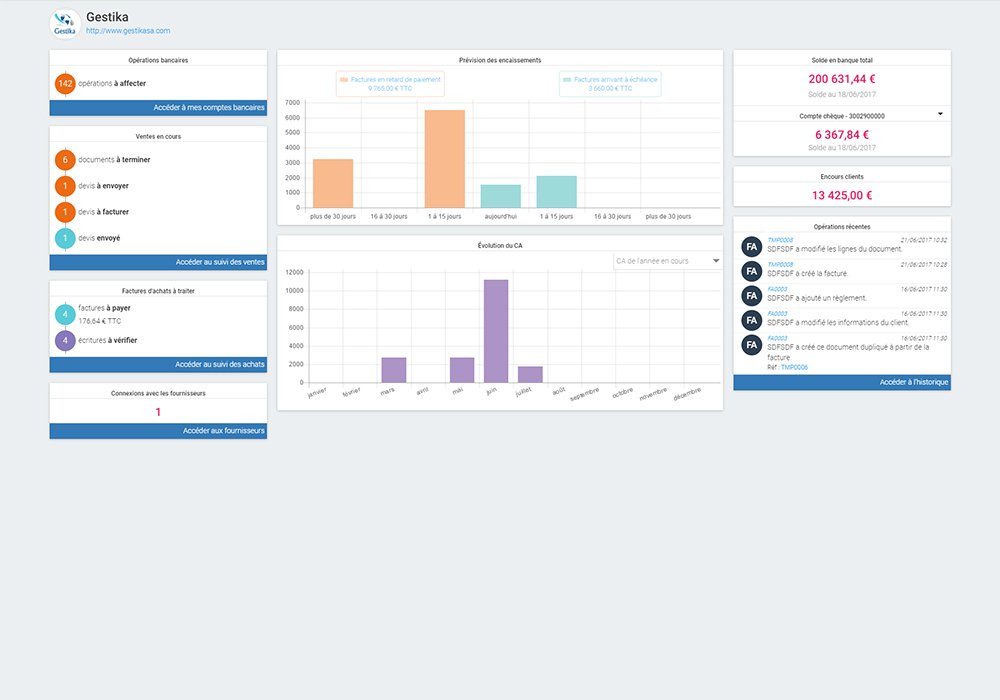 Gestika
Gestika
http://www.gestikasa.com
Opérations bancaires
142 opérations à affecter
Accéder à mes comptes bancaires
Ventes en cours
6 documents à terminer
1 devis à envoyer
1 devis à facturer
1 devis envoyé
Accéder au suivi des ventes
Factures d'achats à traiter
4 factures à payer
176,64 € TTC
4 écritures à vérifier
Accéder au suivi des achats
Connexions avec les fournisseurs
1
Accéder aux fournisseurs
Prévision des encaissements
Factures en retard de paiement
9 765,00 € TTC
Factures arrivant à échéance
3 660,00 € TTC
7000
6000
5000
4000
3000
2000
1000
0
plus de 30 jours 16 à 30 jours 1 à 15 jours aujourd'hui 1 à 15 jours 16 à 30 jours plus de 30 jours
Évolution du CA
CA de l'année en cours
12000
10000
8000
6000
4000
2000
0
janvier février mars avril mai juin juillet août septembre octobre novembre décembre
Solde en banque total
200 631,44 €
Solde au 18/06/2017
Compte chèque - 3002900000
6 367,84 €
Solde au 18/06/2017
Encours clients
13 425,00 €
Opérations récentes
FA TMP0008 21/06/2017 10:32
SDFSDF a modifié les lignes du document.
FA TMP0008 21/06/2017 10:28
SDFSDF a créé la facture.
FA FA0003 16/06/2017 11:30
SDFSDF a ajouté un règlement.
FA FA0003 16/06/2017 11:30
SDFSDF a modifié les informations du client.
FA FA0003 16/06/2017 11:30
SDFSDF a créé ce document dupliqué à partir de la
facture.
Réf : TMP0006
Accéder à l'historique